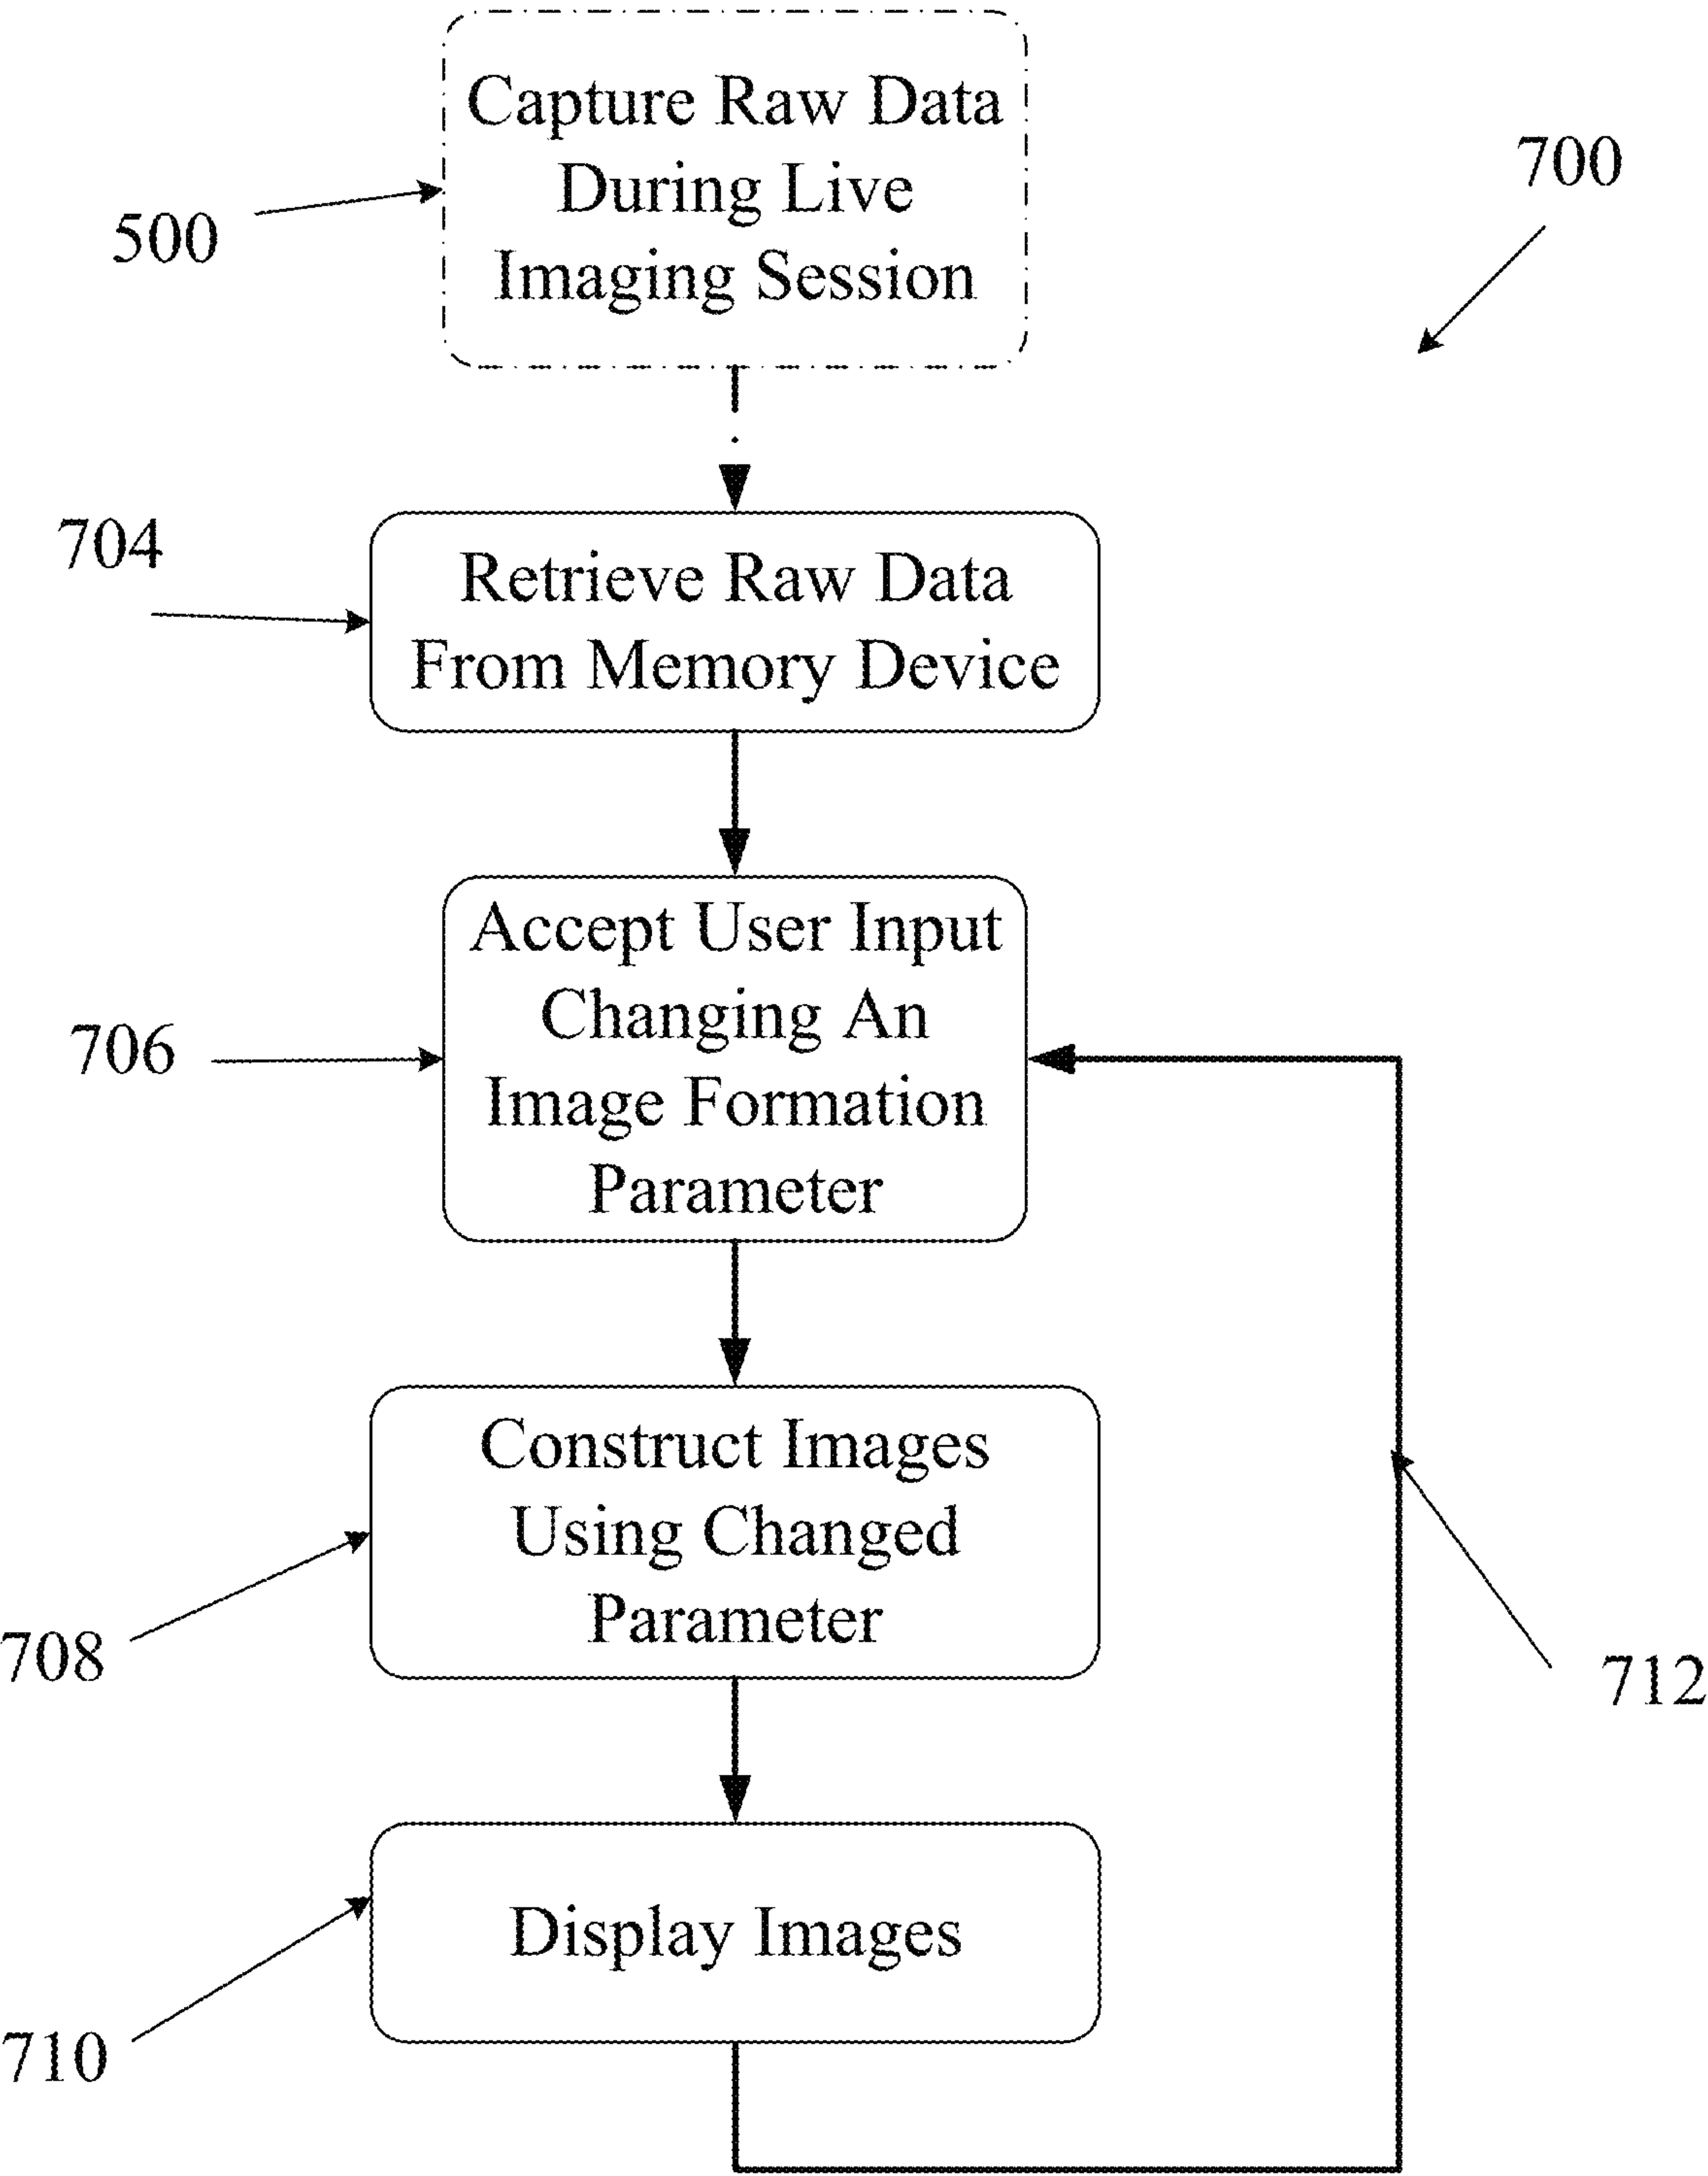 Capture Raw Data
During Live
Imaging Session
500
700
704
Retrieve Raw Data
From Memory Device
706
Accept User Input
Changing An
Image Formation
Parameter
708
Construct Images
Using Changed
Parameter
712
710
Display Images